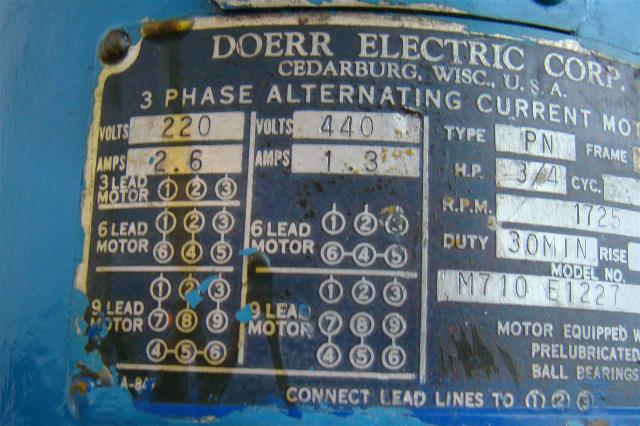 DOERR ELECTRIC CORP.
CEDARBURG, WISC., U.S.A.
3 PHASE ALTERNATING CURRENT MO
VOLTS 220 VOLTS 440 TYPE PN FRAME
AMPS 2.6 AMPS 1.3 H.P. 3/4 CYC.
3 LEAD MOTOR 1 2 3
R.P.M. 1725
6 LEAD MOTOR 1 2 3
6 4 5
6 LEAD MOTOR 1 2 3
6-4-5
DUTY 30MIN RISE
MODEL NO.
M710 E1227
9 LEAD MOTOR 1 2 3
7 8 9
4-5-6
9 LEAD MOTOR 1 2 3
7 8 9
4 5 6
MOTOR EQUIPPED W
PRELUBRICATED
BALL BEARINGS
CONNECT LEAD LINES TO 1 2 3